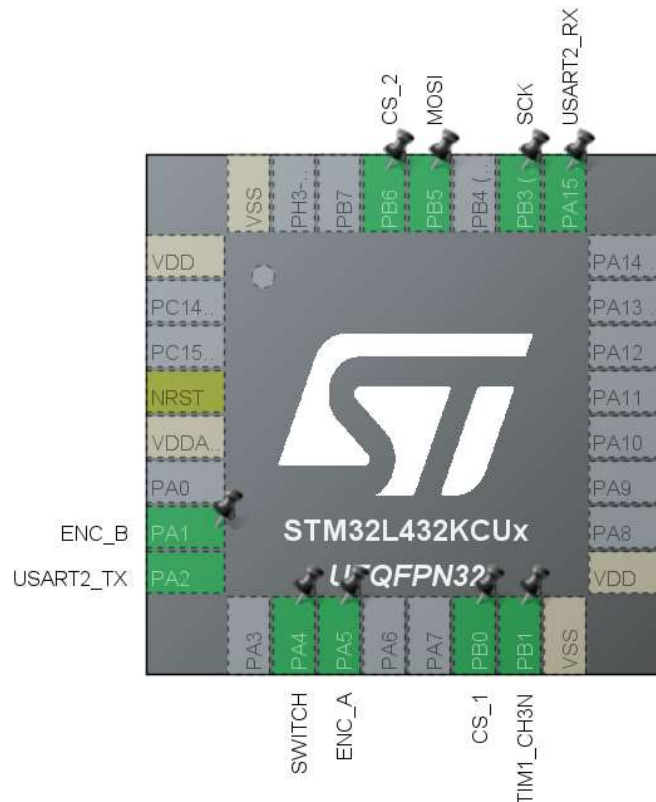 CS_2
MOSI
SCK
USART2_RX
VSS
PH3-..
PB7
PB6
PB5
PB4 (..
PB3 (..
PA15..
VDD
PC14..
PC15..
NRST
VDDA..
PA0
ENC_B PA1
USART2_TX PA2
PA14 ..
PA13 ..
PA12
PA11
PA10
PA9
PA8
VDD
ST
STM32L432KCUx
UFQFPN32
PA3
PA4
PA5
PA6
PA7
PB0
PB1
VSS
SWITCH
ENC_A
CS_1
TIM1_CH3N